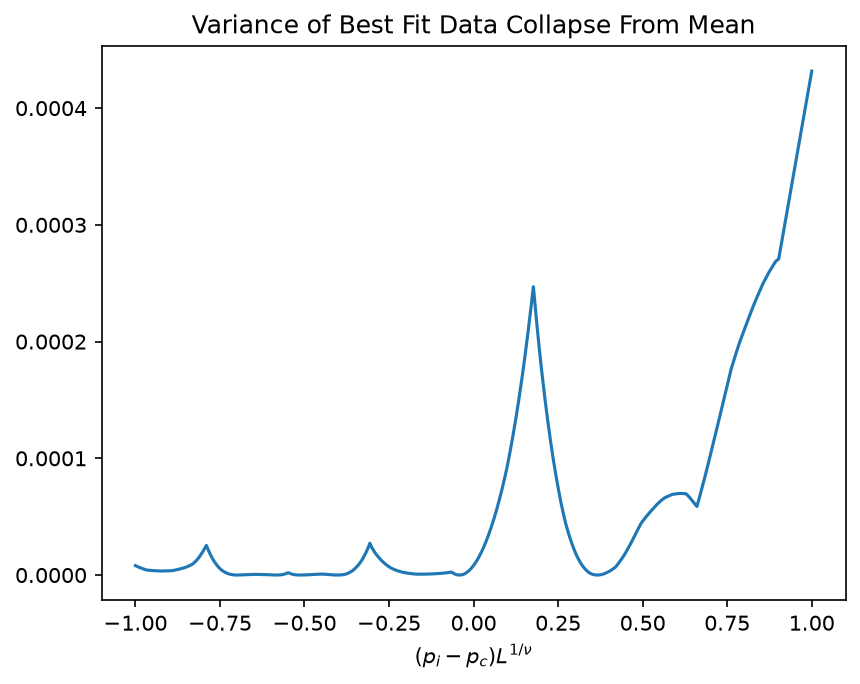 Variance of Best Fit Data Collapse From Mean
0.0004
0.0003
0.0002
0.0001
0.0000
−1.00 −0.75 −0.50 −0.25 0.00 0.25 0.50 0.75 1.00
$(p_i - p_c)L^{1/\nu}$